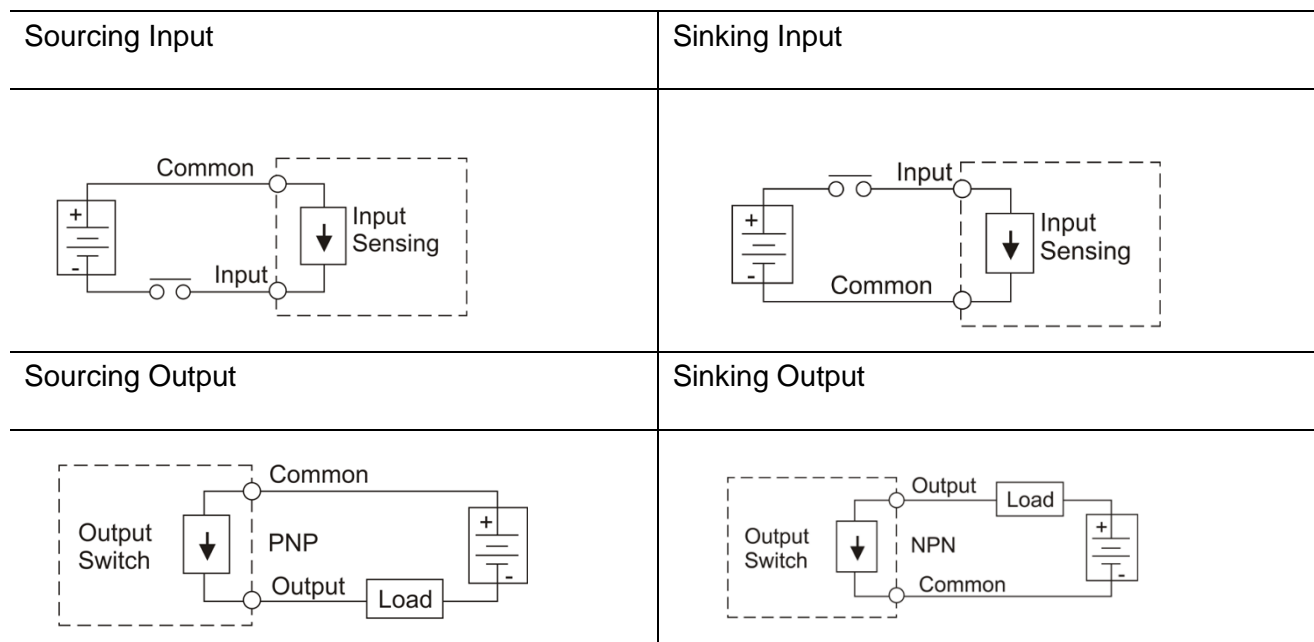 Sourcing Input
Sinking Input
Common
+
-
Input
Input
Sensing
Input
+
-
Common
Input
Sensing
Sourcing Output
Sinking Output
Common
Output
Switch
PNP
+
-
Output
Load
Output
Load
Output
Switch
NPN
+
-
Common